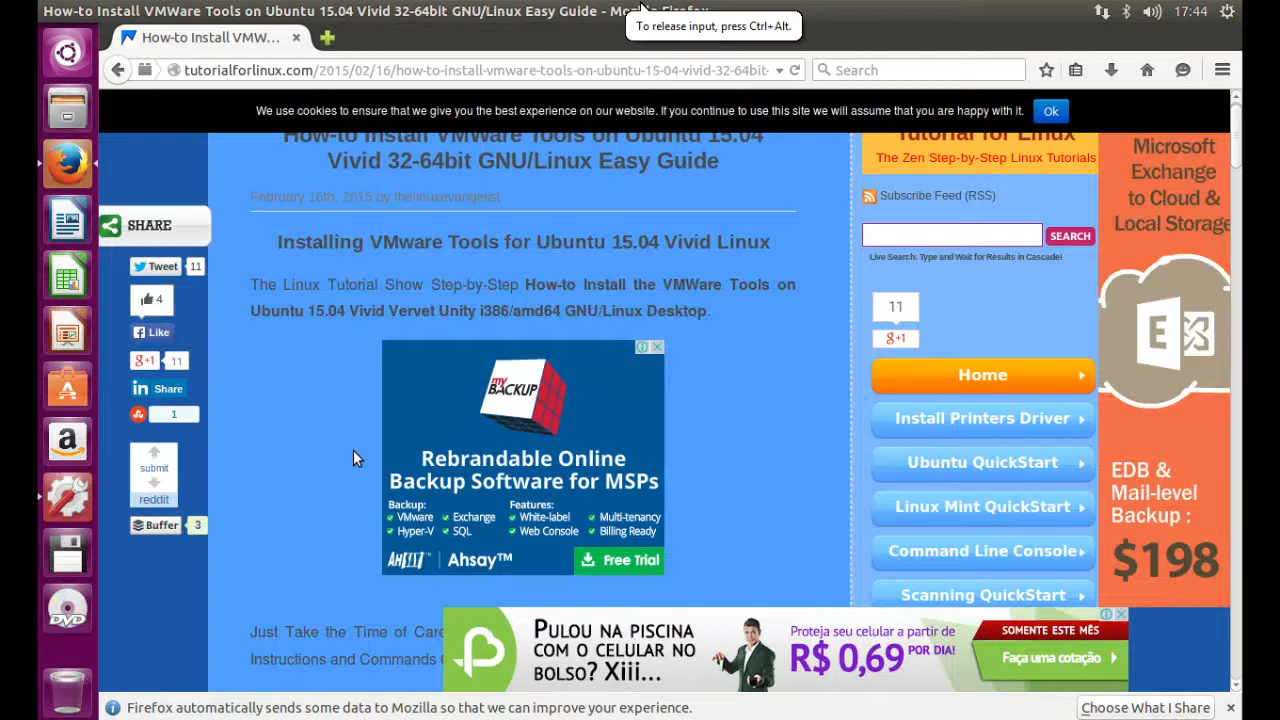 How-to Install VMWare Tools on Ubuntu 15.04 Vivid 32-64bit GNU/Linux Easy Guide -
To release input, press Ctrl+Alt.
17:44
How-to Install VMW...
tutorialforlinux.com/2015/02/16/how-to-install-vmware-tools-on-ubuntu-15-04-vivid-32-64bit-
Search
We use cookies to ensure that we give you the best experience on our website. If you continue to use this site we will assume that you are happy with it.
Ok
How-to Install VMWare Tools on Ubuntu 15.04
Vivid 32-64bit GNU/Linux Easy Guide
February 16th, 2015 by thelinuxevangelist
Installing VMware Tools for Ubuntu 15.04 Vivid Linux
The Linux Tutorial Show Step-by-Step How-to Install the VMWare Tools on
Ubuntu 15.04 Vivid Vervet Unity i386/amd64 GNU/Linux Desktop.
SHARE
Tweet 11
4
Like
g+1 11
in Share
1
submit
reddit
Buffer 3
my
BACKUP
Rebrandable Online
Backup Software for MSPs
Backup: Features:
VMware Exchange White-label Multi-tenancy
Hyper-V SQL Web Console Billing Ready
Ahsay™
Free Trial
Just Take the Time of Care
Instructions and Commands
Tutorial for Linux
The Zen Step-by-Step Linux Tutorials
Subscribe Feed (RSS)
SEARCH
Live Search: Type and Wait for Results in Cascade!
11
g+1
Home
Install Printers Driver
Ubuntu QuickStart
Linux Mint QuickStart
Command Line Console
Scanning QuickStart
Microsoft
Exchange
to Cloud &
Local Storage
E
EDB &
Mail-level
Backup :
$198
PULOU NA PISCINA
COM O CELULAR NO
BOLSO? Xiii...
Proteja seu celular a partir de
R$ 0,69 POR DIA!
SOMENTE ESTE MÊS
Faça uma cotação
Firefox automatically sends some data to Mozilla so that we can improve your experience.
Choose What I Share